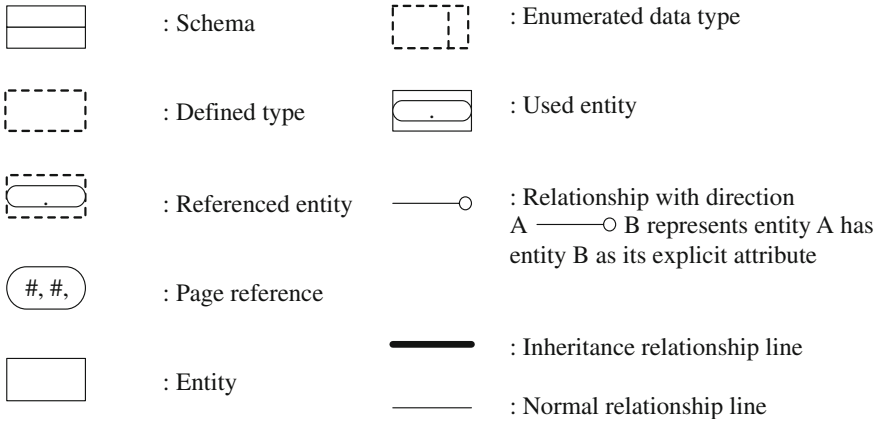 : Schema
: Defined type
: Referenced entity
#, #,
: Page reference
: Entity
: Enumerated data type
: Used entity
: Relationship with direction
A B represents entity A has
entity B as its explicit attribute
: Inheritance relationship line
: Normal relationship line